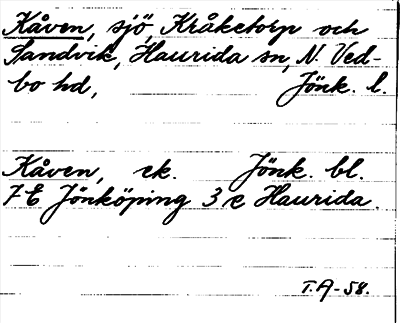 Kåven, sjö, Kråketorp och
Sandvik, Haurida sn, N. Ved-
bo hd, Jönk. l.
Kåven, ek. Jönk. bl.
7 E Jönköping 3 e Haurida.
T.A-58.